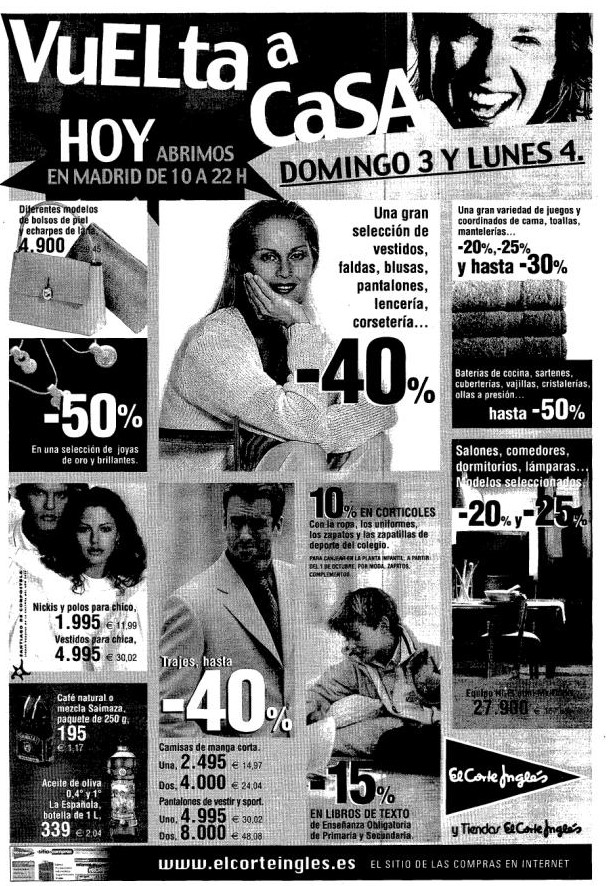 VUELta a
CaSA
HOY ABRIMOS
EN MADRID DE 10 A 22 H
DOMINGO 3 Y LUNES 4.
Diferentes modelos
de bolsos de piel
y echarpes de lana,
4.900
-50%
En una selección de joyas
de oro y brillantes.
Una gran
selección de
vestidos,
faldas, blusas,
pantalones,
lencería,
corsetería...
-40%
Una gran variedad de juegos y
coordinados de cama, toallas,
mantelerías...
-20%,-25%
y hasta -30%
Baterías de cocina, sartenes,
cuberterías, vajillas, cristalerías,
ollas a presión...
hasta -50%
Salones, comedores,
dormitorios, lámparas...
Modelos seleccionados,
-20% y -25%
27.900 €
Nickis y polos para chico,
1.995 € 11,99
Vestidos para chica,
4.995 € 30,02
SANTIAGO DE COMPOSTELA
Trajes, hasta
-40%
Camisas de manga corta.
Una, 2.495 € 14,97
Dos, 4.000 € 24,04
Pantalones de vestir y sport.
Uno, 4.995 € 30,02
Dos, 8.000 € 48,08
10% EN CORTICOLES
Con la ropa, los uniformes,
los zapatos y las zapatillas de
deporte del colegio.
PARA CANJEAR EN LA PLANTA INFANTIL, A PARTIR
DEL 1 DE OCTUBRE, POR MODA, ZAPATOS,
COMPLEMENTOS
-15%
EN LIBROS DE TEXTO
de Enseñanza Obligatoria
de Primaria y Secundaria.
Café natural o
mezcla Saimaza,
paquete de 250 g,
195
€ 1,17
Aceite de oliva
0,4° y 1°
La Española,
botella de 1 L,
339 € 2,04
El Corte Inglés
y Tiendas El Corte Inglés
www.elcorteingles.es EL SITIO DE LAS COMPRAS EN INTERNET